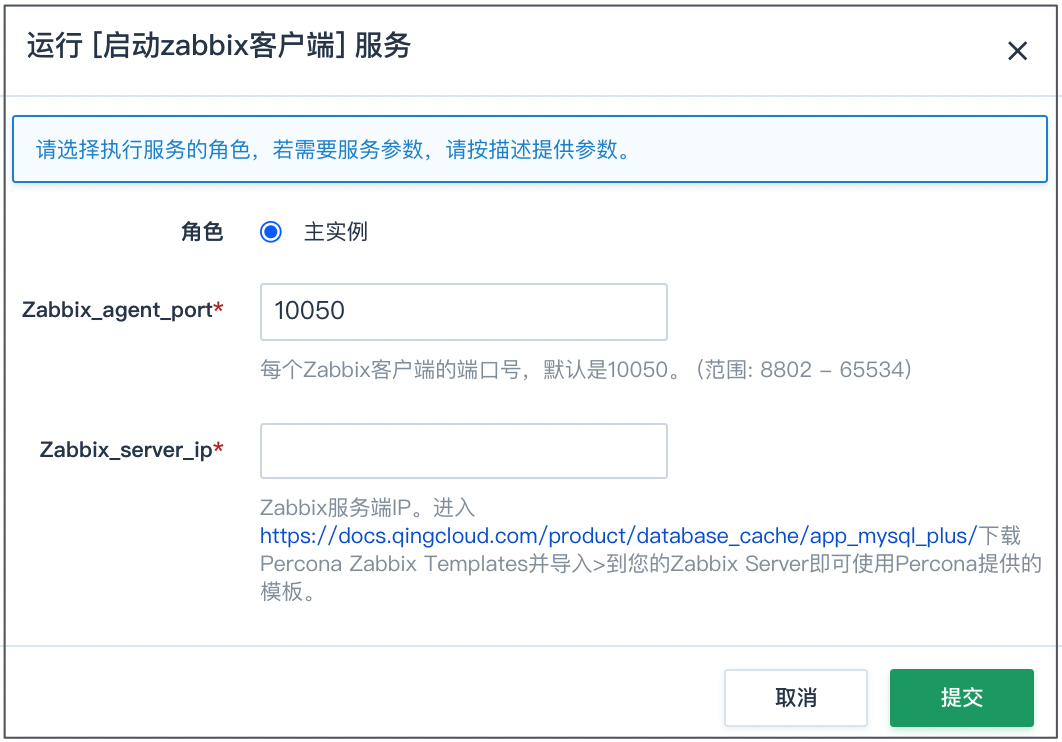 运行 [启动zabbix客户端] 服务
请选择执行服务的角色，若需要服务参数，请按描述提供参数。
角色 主实例
Zabbix_agent_port* 10050
每个Zabbix客户端的端口号，默认是10050。（范围: 8802 – 65534）
Zabbix_server_ip*
Zabbix服务端IP。进入
https://docs.qingcloud.com/product/database_cache/app_mysql_plus/下载
Percona Zabbix Templates并导入>到您的Zabbix Server即可使用Percona提供的
模板。
取消 提交